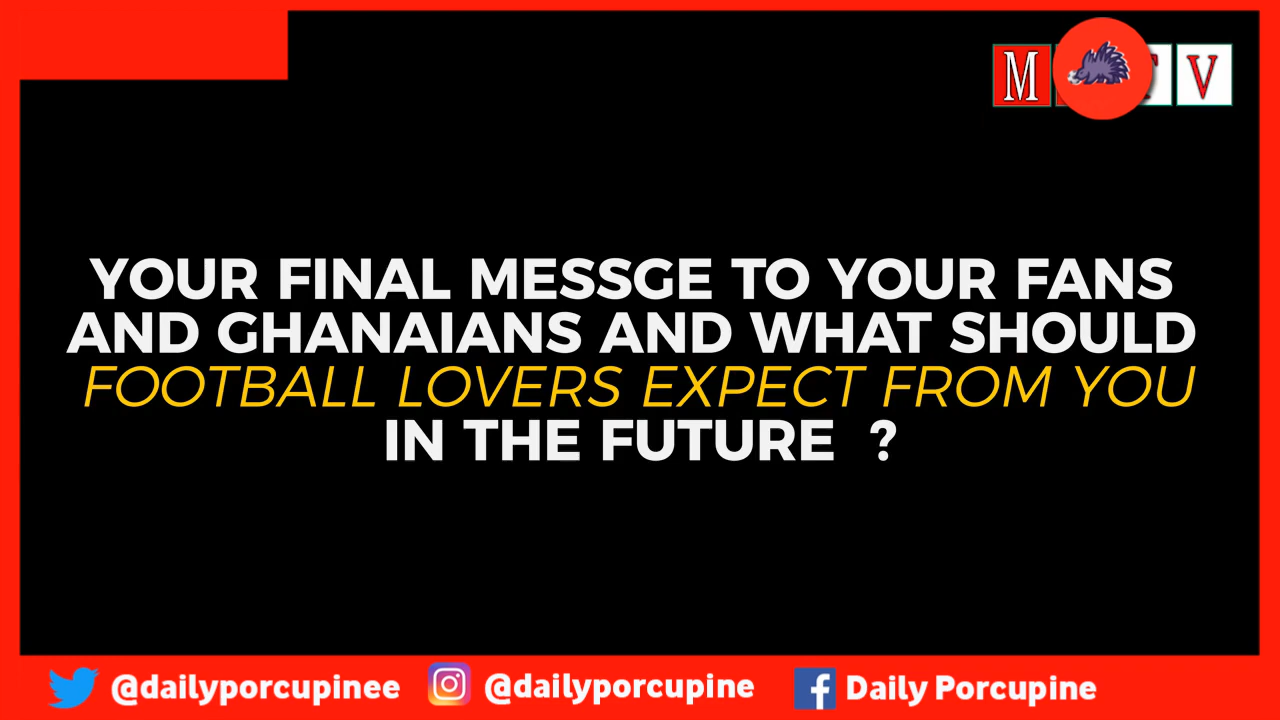 M T V
YOUR FINAL MESSGE TO YOUR FANS
AND GHANAIANS AND WHAT SHOULD
FOOTBALL LOVERS EXPECT FROM YOU
IN THE FUTURE ?
@dailyporcupinee @dailyporcupine Daily Porcupine